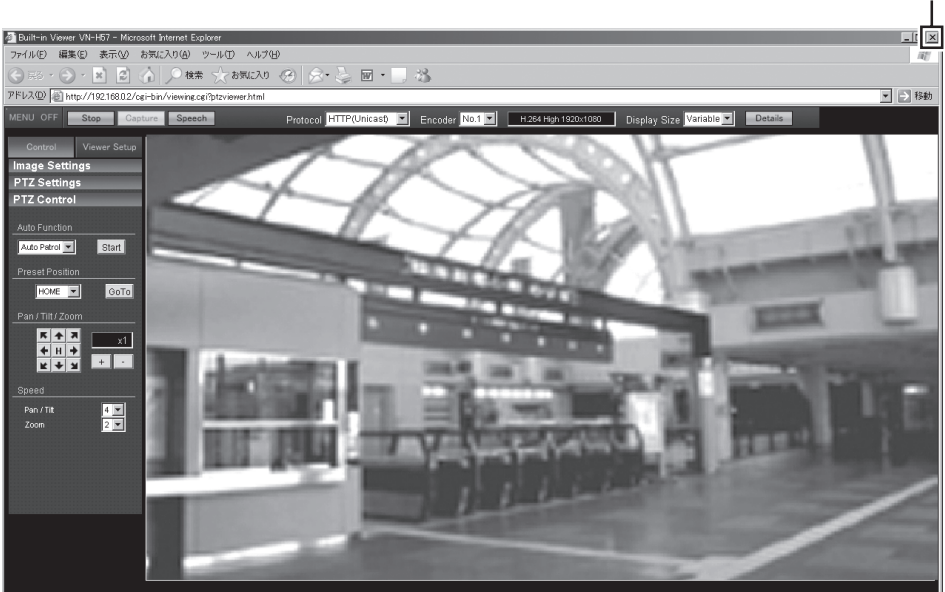 Built-in Viewer VN-H57 - Microsoft Internet Explorer
ファイル(F) 編集(E) 表示(V) お気に入り(A) ツール(T) ヘルプ(H)
検索 お気に入り
アドレス(D) http://192.168.0.2/cgi-bin/viewing.cgi?ptzviewer.html 移動
MENU OFF Stop Capture Speech Protocol HTTP(Unicast) Encoder No.1 H.264 High 1920x1080 Display Size Variable Details
Control Viewer Setup
Image Settings
PTZ Settings
PTZ Control
Auto Function
Auto Patrol Start
Preset Position
HOME GoTo
Pan / Tilt / Zoom
x1
H
+ -
Speed
Pan / Tilt 4
Zoom 2